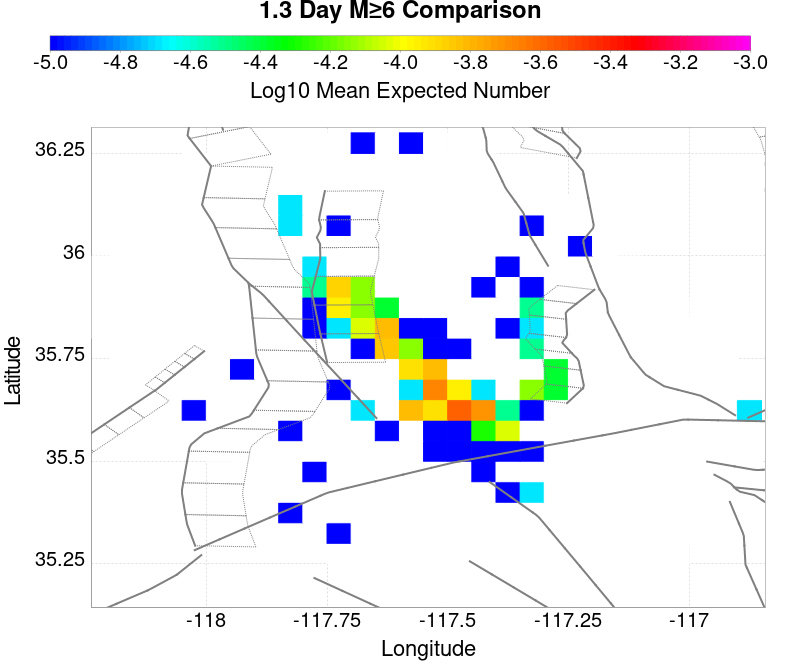 1.3 Day M≥6 Comparison
-5.0 -4.8 -4.6 -4.4 -4.2 -4.0 -3.8 -3.6 -3.4 -3.2 -3.0
Log10 Mean Expected Number
36.25
36
35.75
35.5
35.25
Latitude
-118 -117.75 -117.5 -117.25 -117
Longitude